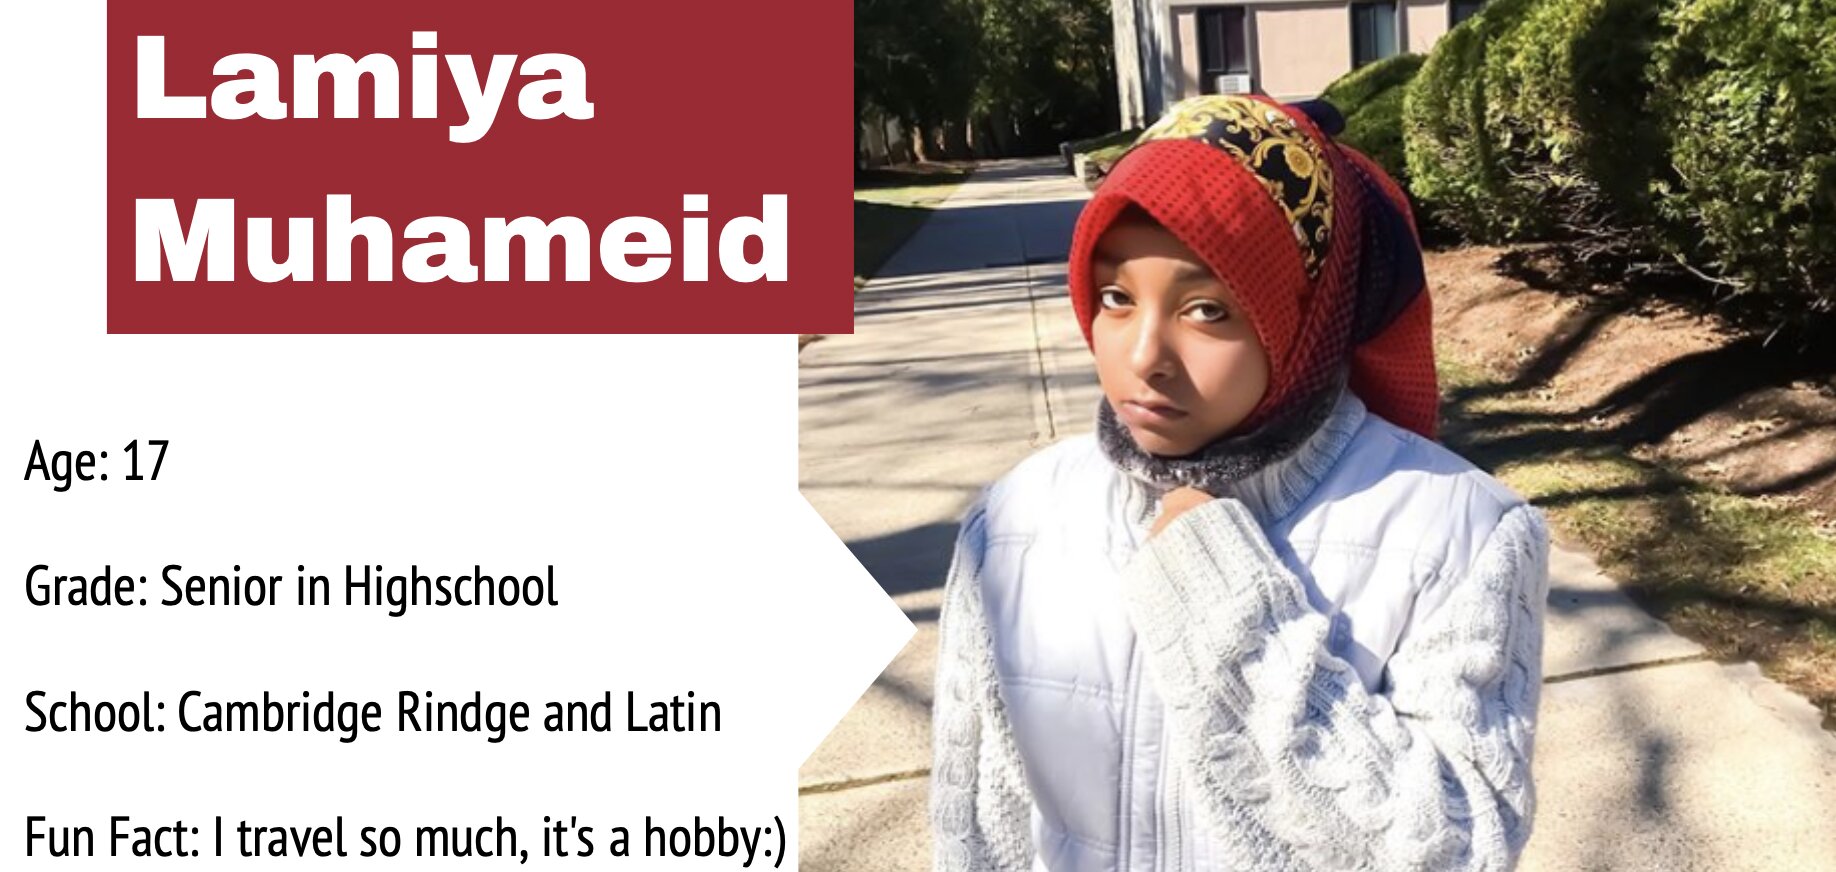 Lamiya
Muhameid
Age: 17
Grade: Senior in Highschool
School: Cambridge Rindge and Latin
Fun Fact: I travel so much, it's a hobby:)